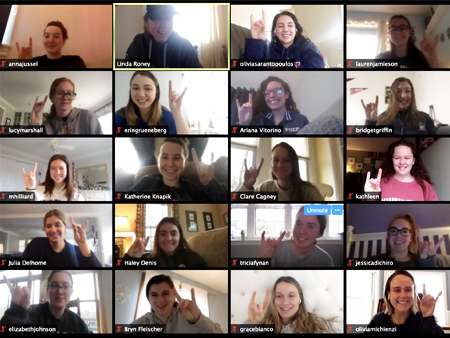 annajussel
Linda Roney
oliviasarantopoulos
laurenjamieson
lucymarshall
eringrueneberg
Ariana Vitorino
bridgetgriffin
mhilliard
Katherine Knapik
Clare Cagney
kathleen
Julia Delhome
Haley Denis
Unmute
triciafynan
jessicadichiro
elizabethjohnson
Bryn Fleischer
gracebianco
oliviamichienzi